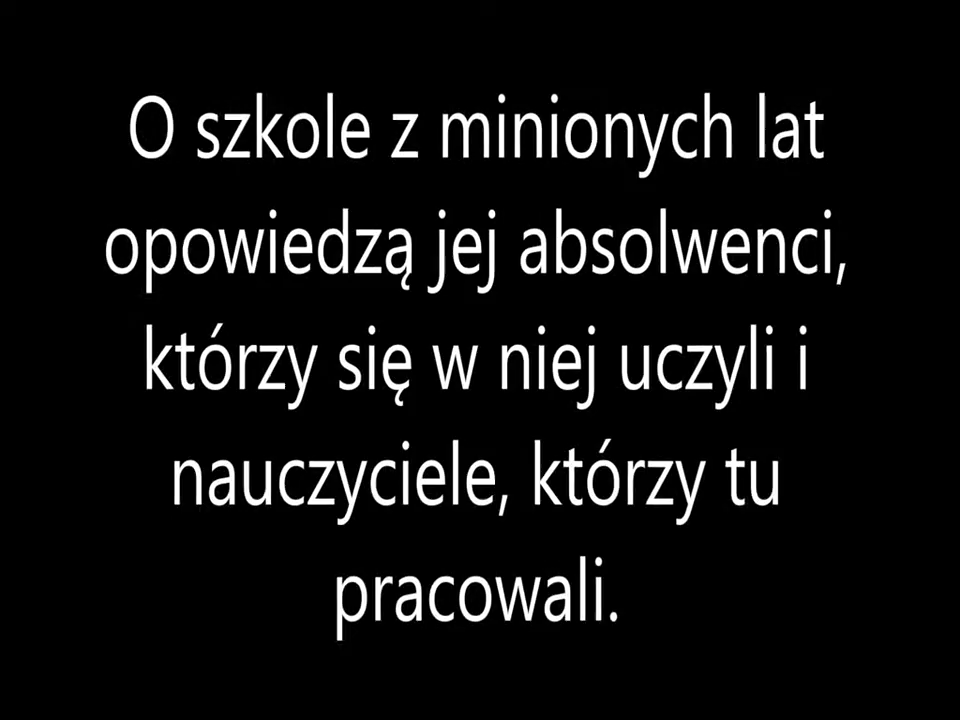 O szkole z minionych lat
opowiedzą jej absolwenci,
którzy się w niej uczyli i
nauczyciele, którzy tu
pracowali.